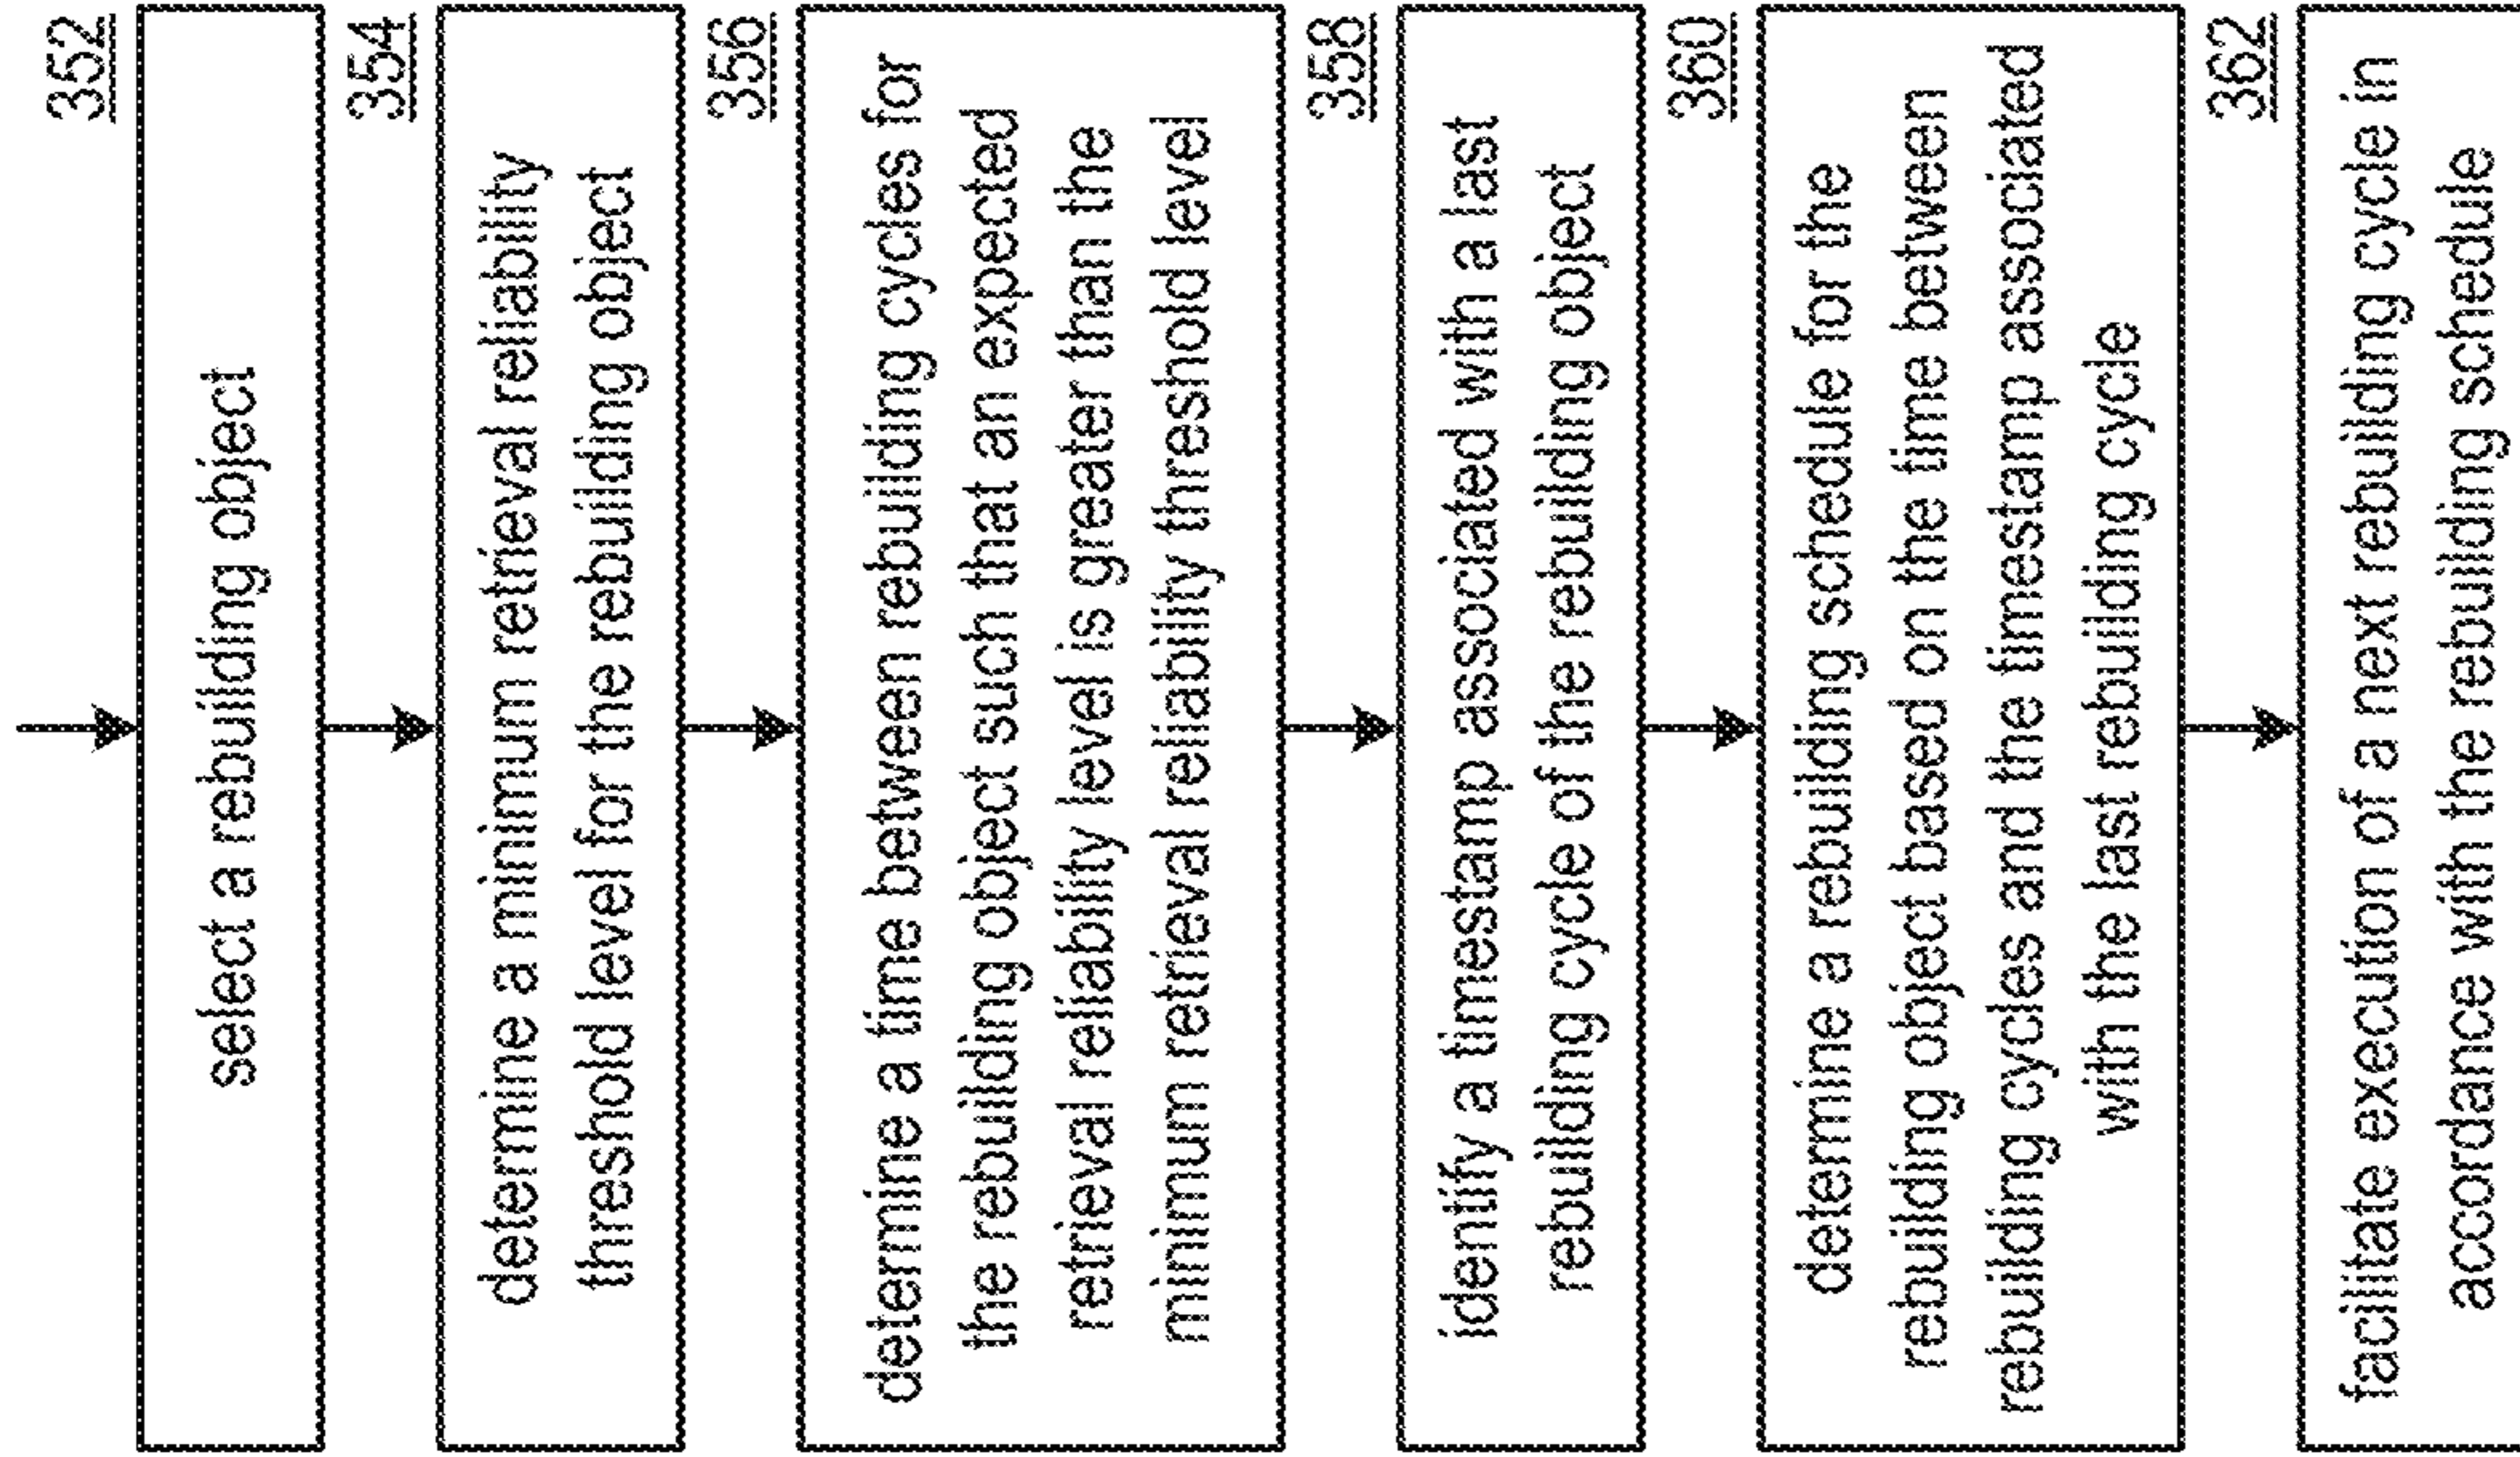 352
select a rebuilding object
354
determine a minimum retrieval reliability
threshold level for the rebuilding object
356
determine a time between rebuilding cycles for
the rebuilding object such that an expected
retrieval reliability level is greater than the
minimum retrieval reliability threshold level
358
identify a timestamp associated with a last
rebuilding cycle of the rebuilding object
360
determine a rebuilding schedule for the
rebuilding object based on the time between
rebuilding cycles and the timestamp associated
with the last rebuilding cycle
362
facilitate execution of a next rebuilding cycle in
accordance with the rebuilding schedule